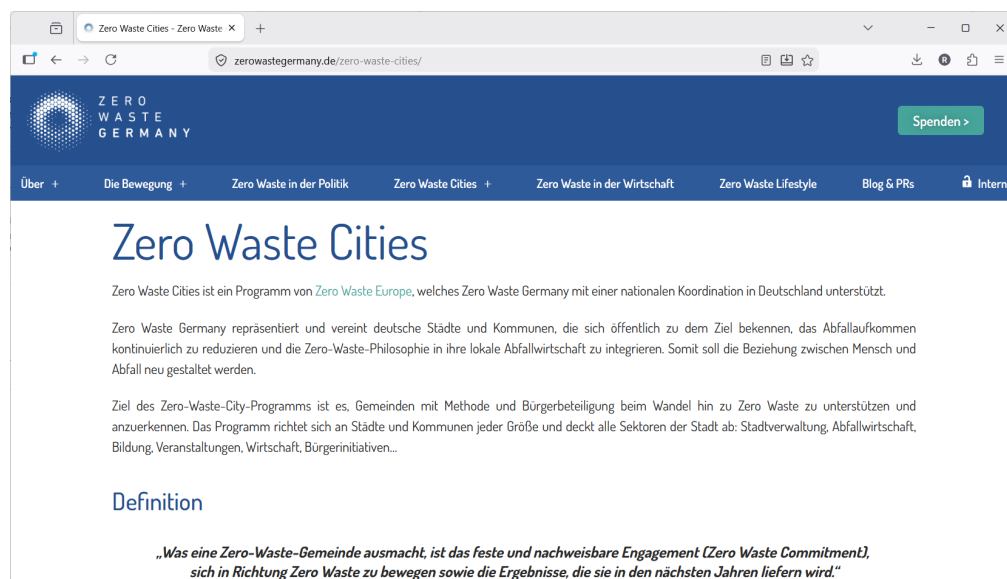 Zero Waste Cities - Zero Waste
zerowastegermany.de/zero-waste-cities/
R
ZERO
WASTE
GERMANY
Spenden >
Über +
Die Bewegung +
Zero Waste in der Politik
Zero Waste Cities +
Zero Waste in der Wirtschaft
Zero Waste Lifestyle
Blog & PRs
Intern
Zero Waste Cities
Zero Waste Cities ist ein Programm von Zero Waste Europe, welches Zero Waste Germany mit einer nationalen Koordination in Deutschland unterstützt.
Zero Waste Germany repräsentiert und vereint deutsche Städte und Kommunen, die sich öffentlich zu dem Ziel bekennen, das Abfallaufkommen
kontinuierlich zu reduzieren und die Zero-Waste-Philosophie in ihre lokale Abfallwirtschaft zu integrieren. Somit soll die Beziehung zwischen Mensch und
Abfall neu gestaltet werden.
Ziel des Zero-Waste-City-Programms ist es, Gemeinden mit Methode und Bürgerbeteiligung beim Wandel hin zu Zero Waste zu unterstützen und
anzuerkennen. Das Programm richtet sich an Städte und Kommunen jeder Größe und deckt alle Sektoren der Stadt ab: Stadtverwaltung, Abfallwirtschaft,
Bildung, Veranstaltungen, Wirtschaft, Bürgerinitiativen...
Definition
„Was eine Zero-Waste-Gemeinde ausmacht, ist das feste und nachweisbare Engagement (Zero Waste Commitment),
sich in Richtung Zero Waste zu bewegen sowie die Ergebnisse, die sie in den nächsten Jahren liefern wird.“